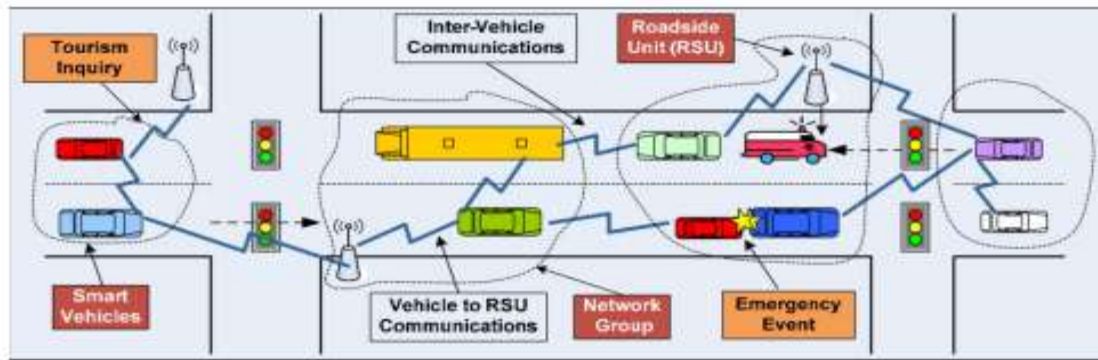 Tourism
Inquiry
Inter-Vehicle
Communications
Roadside
Unit (RSU)
Smart
Vehicles
Vehicle to RSU
Communications
Network
Group
Emergency
Event